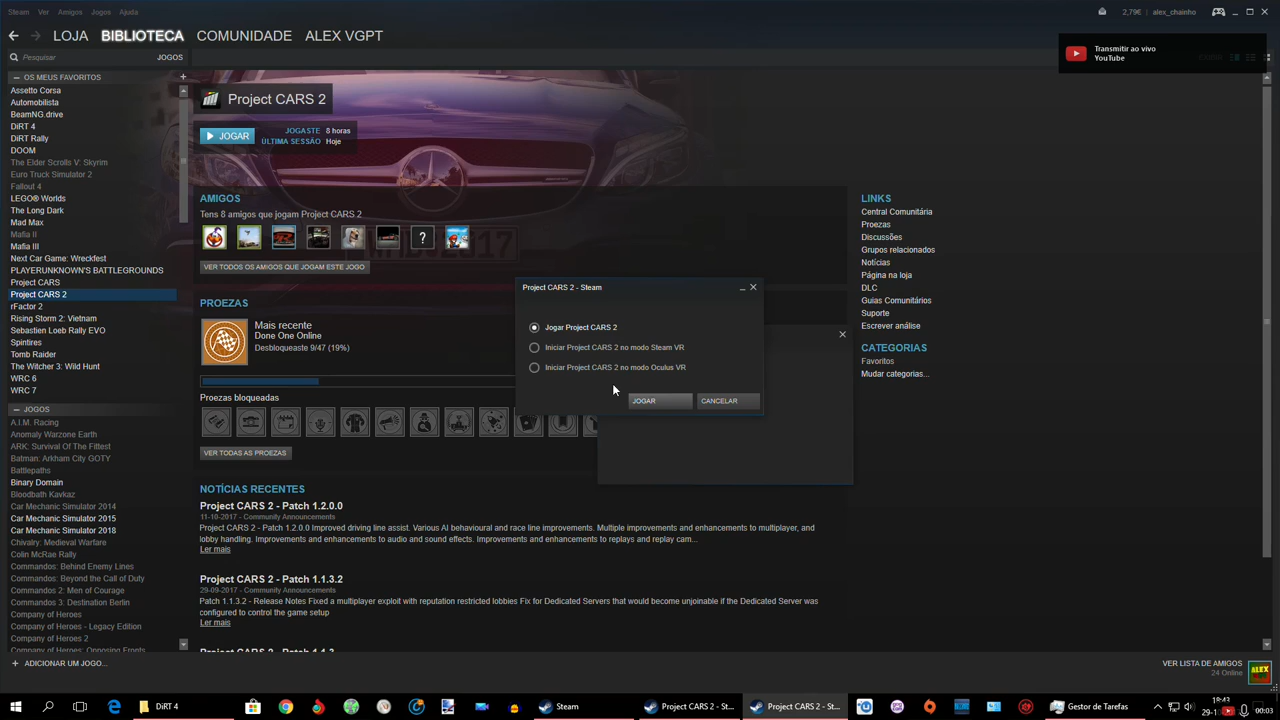 Steam Ver Amigos Jogos Ajuda
2,79€ alex_chainho
LOJA BIBLIOTECA COMUNIDADE ALEX VGPT
Pesquisar JOGOS
Transmitir ao vivo
YouTube
OS MEUS FAVORITOS
Assetto Corsa
Automobilista
BeamNG.drive
DiRT 4
DiRT Rally
DOOM
The Elder Scrolls V: Skyrim
Euro Truck Simulator 2
Fallout 4
LEGO® Worlds
The Long Dark
Mad Max
Mafia II
Mafia III
Next Car Game: Wreckfest
PLAYERUNKNOWN'S BATTLEGROUNDS
Project CARS
Project CARS 2
rFactor 2
Rising Storm 2: Vietnam
Sebastien Loeb Rally EVO
Spintires
Tomb Raider
The Witcher 3: Wild Hunt
WRC 6
WRC 7
JOGOS
A.I.M. Racing
Anomaly Warzone Earth
ARK: Survival Of The Fittest
Batman: Arkham City GOTY
Battlepaths
Binary Domain
Bloodbath Kavkaz
Car Mechanic Simulator 2014
Car Mechanic Simulator 2015
Car Mechanic Simulator 2018
Chivalry: Medieval Warfare
Colin McRae Rally
Commandos: Behind Enemy Lines
Commandos: Beyond the Call of Duty
Commandos 2: Men of Courage
Commandos 3: Destination Berlin
Company of Heroes
Company of Heroes - Legacy Edition
Company of Heroes 2
Company of Heroes: Opposing Fronts
ADICIONAR UM JOGO...
Project CARS 2
JOGAR
JOGASTE 8 horas
ÚLTIMA SESSÃO Hoje
AMIGOS
Tens 8 amigos que jogam Project CARS 2
?
VER TODOS OS AMIGOS QUE JOGAM ESTE JOGO
PROEZAS
Mais recente
Done One Online
Desbloqueaste 9/47 (19%)
Proezas bloqueadas
VER TODAS AS PROEZAS
Project CARS 2 - Steam
Jogar Project CARS 2
Iniciar Project CARS 2 no modo Steam VR
Iniciar Project CARS 2 no modo Oculus VR
JOGAR CANCELAR
NOTÍCIAS RECENTES
Project CARS 2 - Patch 1.2.0.0
11-10-2017 - Community Announcements
Project CARS 2 - Patch 1.2.0.0 Improved driving line assist. Various AI behavioural and race line improvements. Multiple improvements and enhancements to multiplayer, and
lobby handling. Improvements and enhancements to audio and sound effects. Improvements and enhancements to replays and replay cam...
Ler mais
Project CARS 2 - Patch 1.1.3.2
29-09-2017 - Community Announcements
Patch 1.1.3.2 - Release Notes Fixed a multiplayer exploit with reputation restricted lobbies Fix for Dedicated Servers that would become unjoinable if the Dedicated Server was
configured to control the game setup
Ler mais
LINKS
Central Comunitária
Proezas
Discussões
Grupos relacionados
Notícias
Página na loja
DLC
Guias Comunitários
Suporte
Escrever análise
CATEGORIAS
Favoritos
Mudar categorias...
VER LISTA DE AMIGOS
24 Online
DiRT 4
Steam
Project CARS 2 - St...
Project CARS 2 - St...
Gestor de Tarefas
00:03